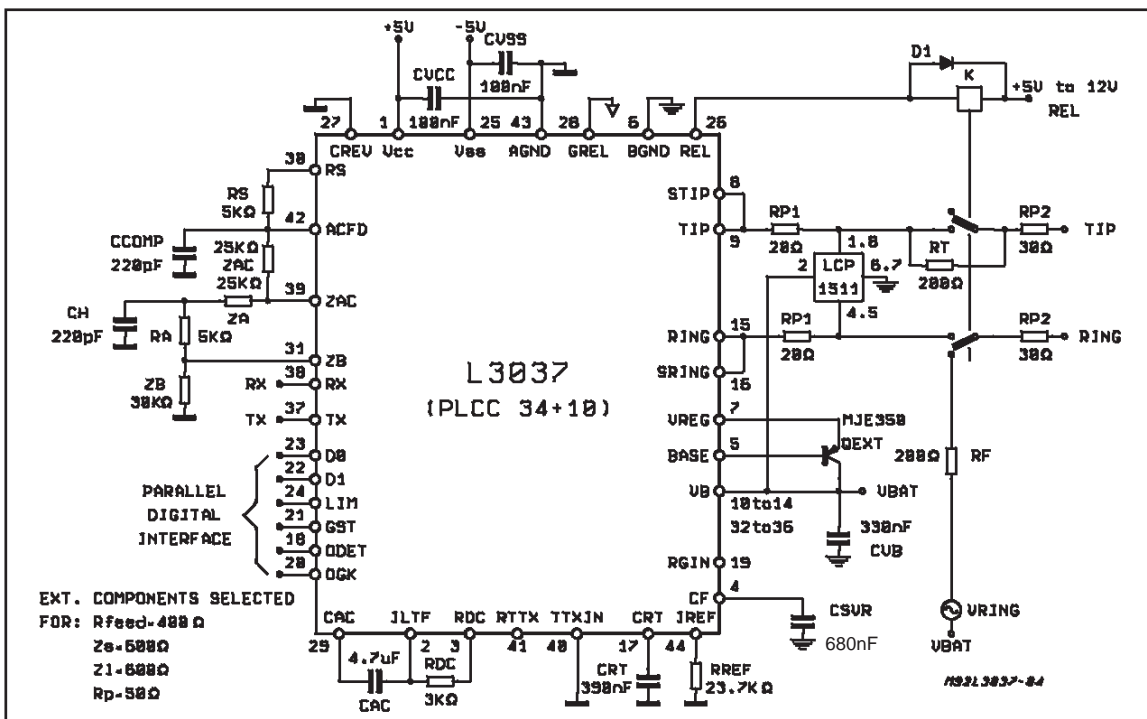 +5V
-5V
CVSS
100nF
CVCC
100nF
D1
K
+5V to 12V
REL
27
1
25
43
28
6
26
CREV
Vcc
Vss
AGND
GREL
BGND
REL
38
RS
RS
5KΩ
42
ACFD
CCOMP
220pF
25KΩ
ZAC
25KΩ
39
ZAC
ZA
CH
220pF
RA
5KΩ
31
ZB
ZB
30KΩ
RX
RX
TX
37
TX
PARALLEL
DIGITAL
INTERFACE
23
D0
22
D1
24
LIM
21
GST
18
ODET
20
OGK
L3037
(PLCC 34+10)
STIP
8
TIP
9
RP1
20Ω
1.8
2
LCP
1511
6.7
4.5
RT
200Ω
RP2
30Ω
TIP
RING
15
RP1
20Ω
SRING
16
RP2
30Ω
RING
VREG
7
MJE350
QEXT
BASE
5
VB
10to14
32to36
VBAT
330nF
CVB
200Ω
RF
RGIN
19
CF
4
CSVR
680nF
VRING
VBAT
EXT. COMPONENTS SELECTED
FOR: Rfeed=400Ω
Zs=600Ω
Zl=600Ω
Rp=50Ω
CAC
ILTF
RDC
RTTX
TTXIN
CRT
IREF
29
2
3
41
40
17
44
4.7uF
CAC
RDC
3KΩ
CRT
390nF
RREF
23.7KΩ
M93L3037-04